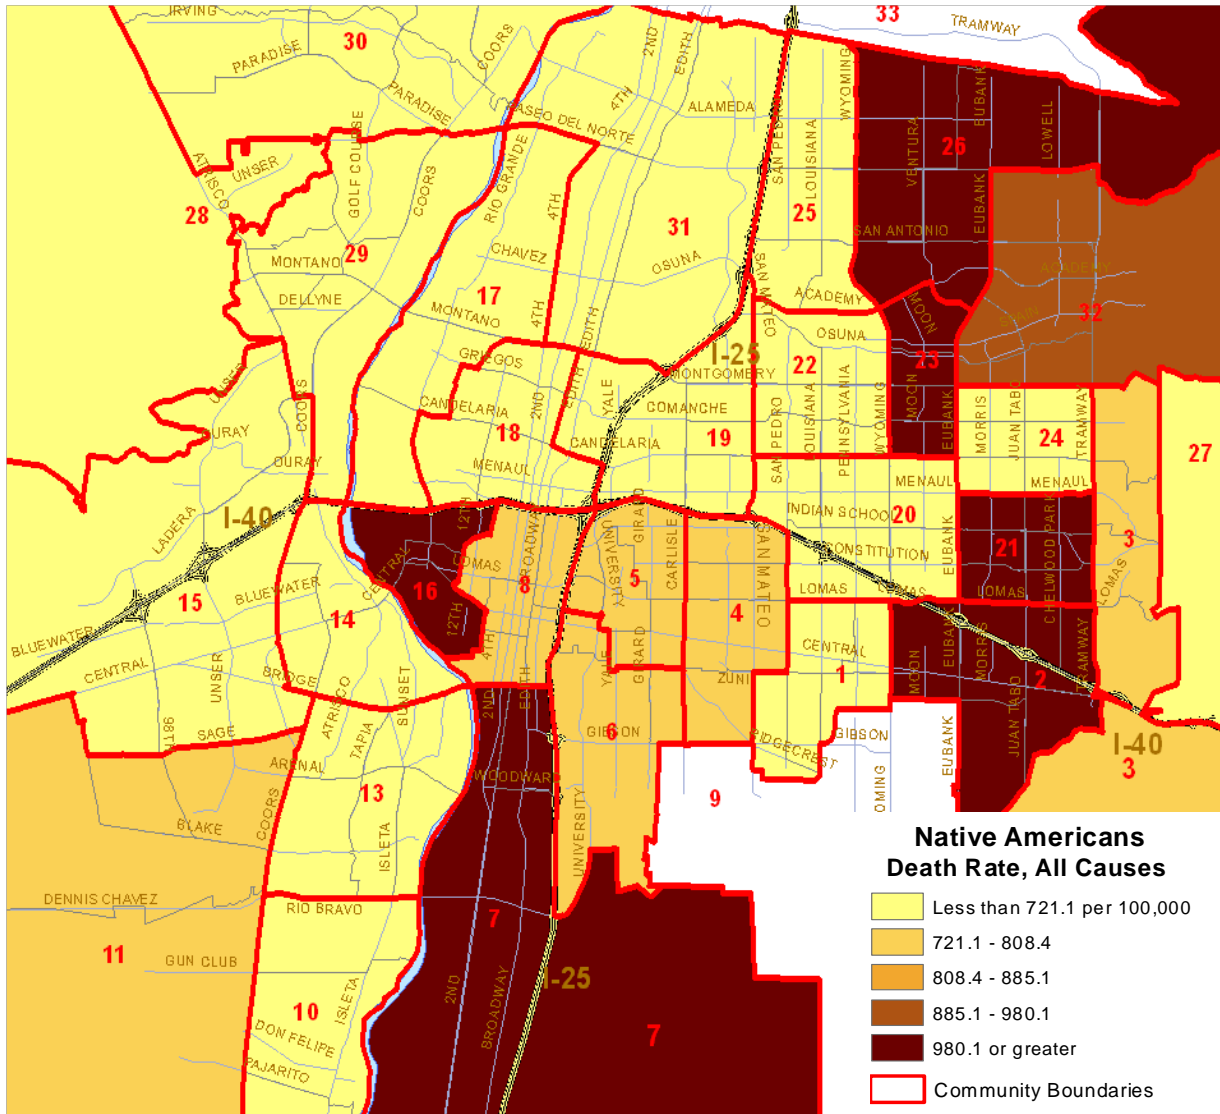 33
IRVING
TRAMWAY
30
PARADISE
COORS
2ND
EDITH
WYOMING
EUBANK
PARADISE
4TH
ALAMEDA
SAN PEDRO
LOUISIANA
VENTURA
26
LOWELL
PASEO DEL NORTE
GOLF COURSE
ATRISCO
UNSER
COORS
RIO GRANDE
4TH
28
29
31
25
EUBANK
SAN ANTONIO
CHAVEZ
OSUNA
MONTANO
SAN MATEO
ACADEMY
DELLYNE
17
MONTANO
4TH
EDITH
ACADEMY
MOON
SPAIN
32
OSUNA
GRIEGOS
I-25
22
23
UNSER
MONTGOMERY
COORS
CANDELARIA
2ND
EDITH
YALE
COMANCHE
SAN PEDRO
LOUISIANA
PENNSYLVANIA
WYOMING
MOON
EUBANK
MORRIS
JUAN TABO
TRAMWAY
24
OURAY
18
CANDELARIA
19
27
OURAY
MENAUL
MENAUL
MENAUL
LADERA
I-40
12TH
BROADWAY
UNIVERSITY
GIRARD
CARLISLE
SAN MATEO
INDIAN SCHOOL
20
EUBANK
CHELWOOD PARK
CENTRAL
LOMAS
CONSTITUTION
21
3
BLUEWATER
16
8
5
LOMAS
LOMAS
LOMAS
LOMAS
15
14
12TH
4TH
4
BLUEWATER
CENTRAL
UNSER
BRIDGE
YALE
GIRARD
ZUNI
CENTRAL
1
MOON
EUBANK
MORRIS
2
TRAMWAY
ATRISCO
SUNSET
2ND
EDITH
JUAN TABO
98TH
SAGE
TAPIA
6
GIBSON
RIDGECREST
GIBSON
EUBANK
I-40
ARENAL
WOODWARD
3
13
9
WYOMING
BLAKE
COORS
ISLETA
UNIVERSITY
DENNIS CHAVEZ
RIO BRAVO
7
11
GUN CLUB
2ND
I-25
10
ISLETA
BROADWAY
7
DON FELIPE
PAJARITO
Native Americans
Death Rate, All Causes
Less than 721.1 per 100,000
721.1 - 808.4
808.4 - 885.1
885.1 - 980.1
980.1 or greater
Community Boundaries